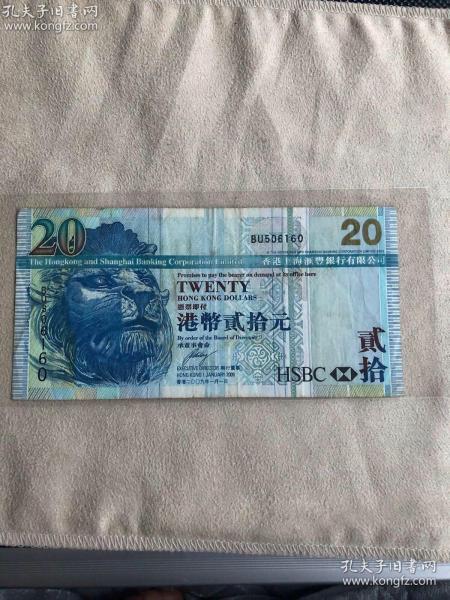 孔夫子旧书网
www.kongfz.com
20
BU506160
20
The Hongkong and Shanghai Banking Corporation Limited
香港上海滙豐銀行有限公司
Promises to pay the bearer on demand at its office here
TWENTY
HONG KONG DOLLARS
憑票即付
港幣貳拾元
By order of the Board of Directors
承董事會命
EXECUTIVE DIRECTOR 執行董事
HONG KONG 1 JANUARY 2009
香港二〇〇九年一月一日
BU506160
HSBC
貳拾
孔夫子旧书网
www.kongfz.com